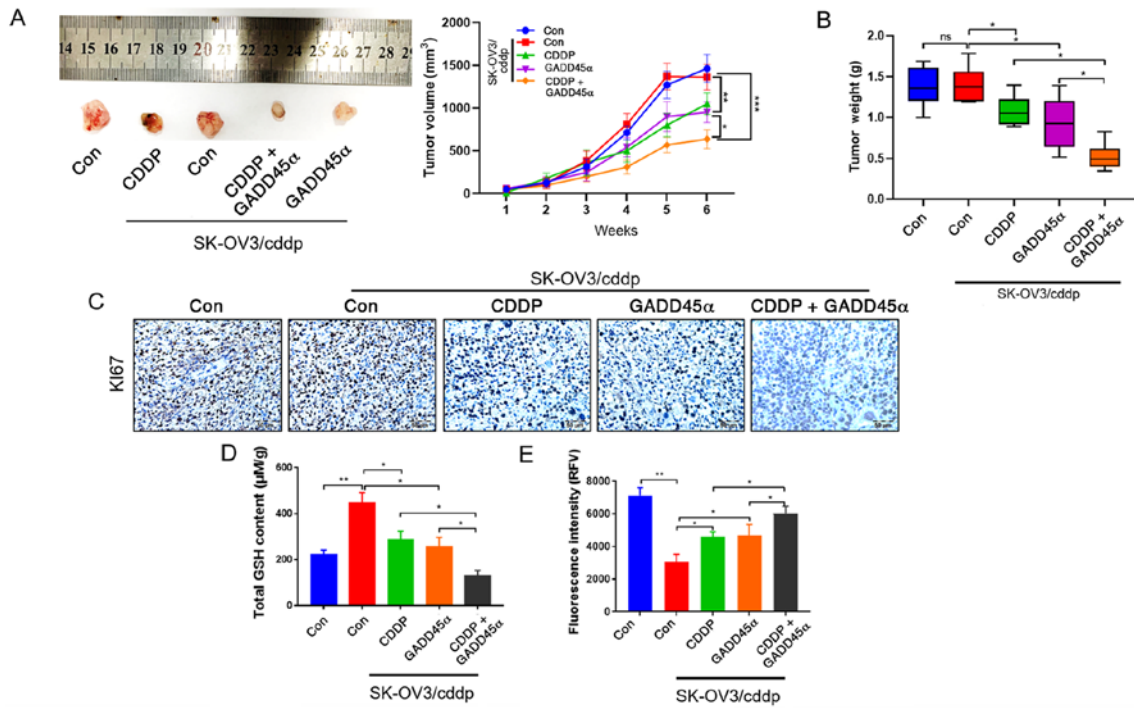 A
14 15 16 17 18 19 20 21 22 23 24 25 26 27 28 29
Con
CDDP
Con
CDDP +
GADD45α
GADD45α
SK-OV3/cddp
Tumor volume (mm³)
2000
1500
1000
500
0
1 2 3 4 5 6
Weeks
SK-OV3/
cddp
Con
Con
CDDP
GADD45α
CDDP +
GADD45α
**
*
***
B
Tumor weight (g)
2.0
1.5
1.0
0.5
0.0
ns
*
*
*
*
Con
Con
CDDP
GADD45α
CDDP +
GADD45α
SK-OV3/cddp
C
SK-OV3/cddp
Con Con CDDP GADD45α CDDP + GADD45α
KI67
D
Total GSH content (µM/g)
600
400
200
0
**
*
*
*
*
Con
Con
CDDP
GADD45α
CDDP +
GADD45α
SK-OV3/cddp
E
Fluorescence intensity (RFV)
8000
6000
4000
2000
0
**
*
*
*
*
Con
Con
CDDP
GADD45α
CDDP +
GADD45α
SK-OV3/cddp